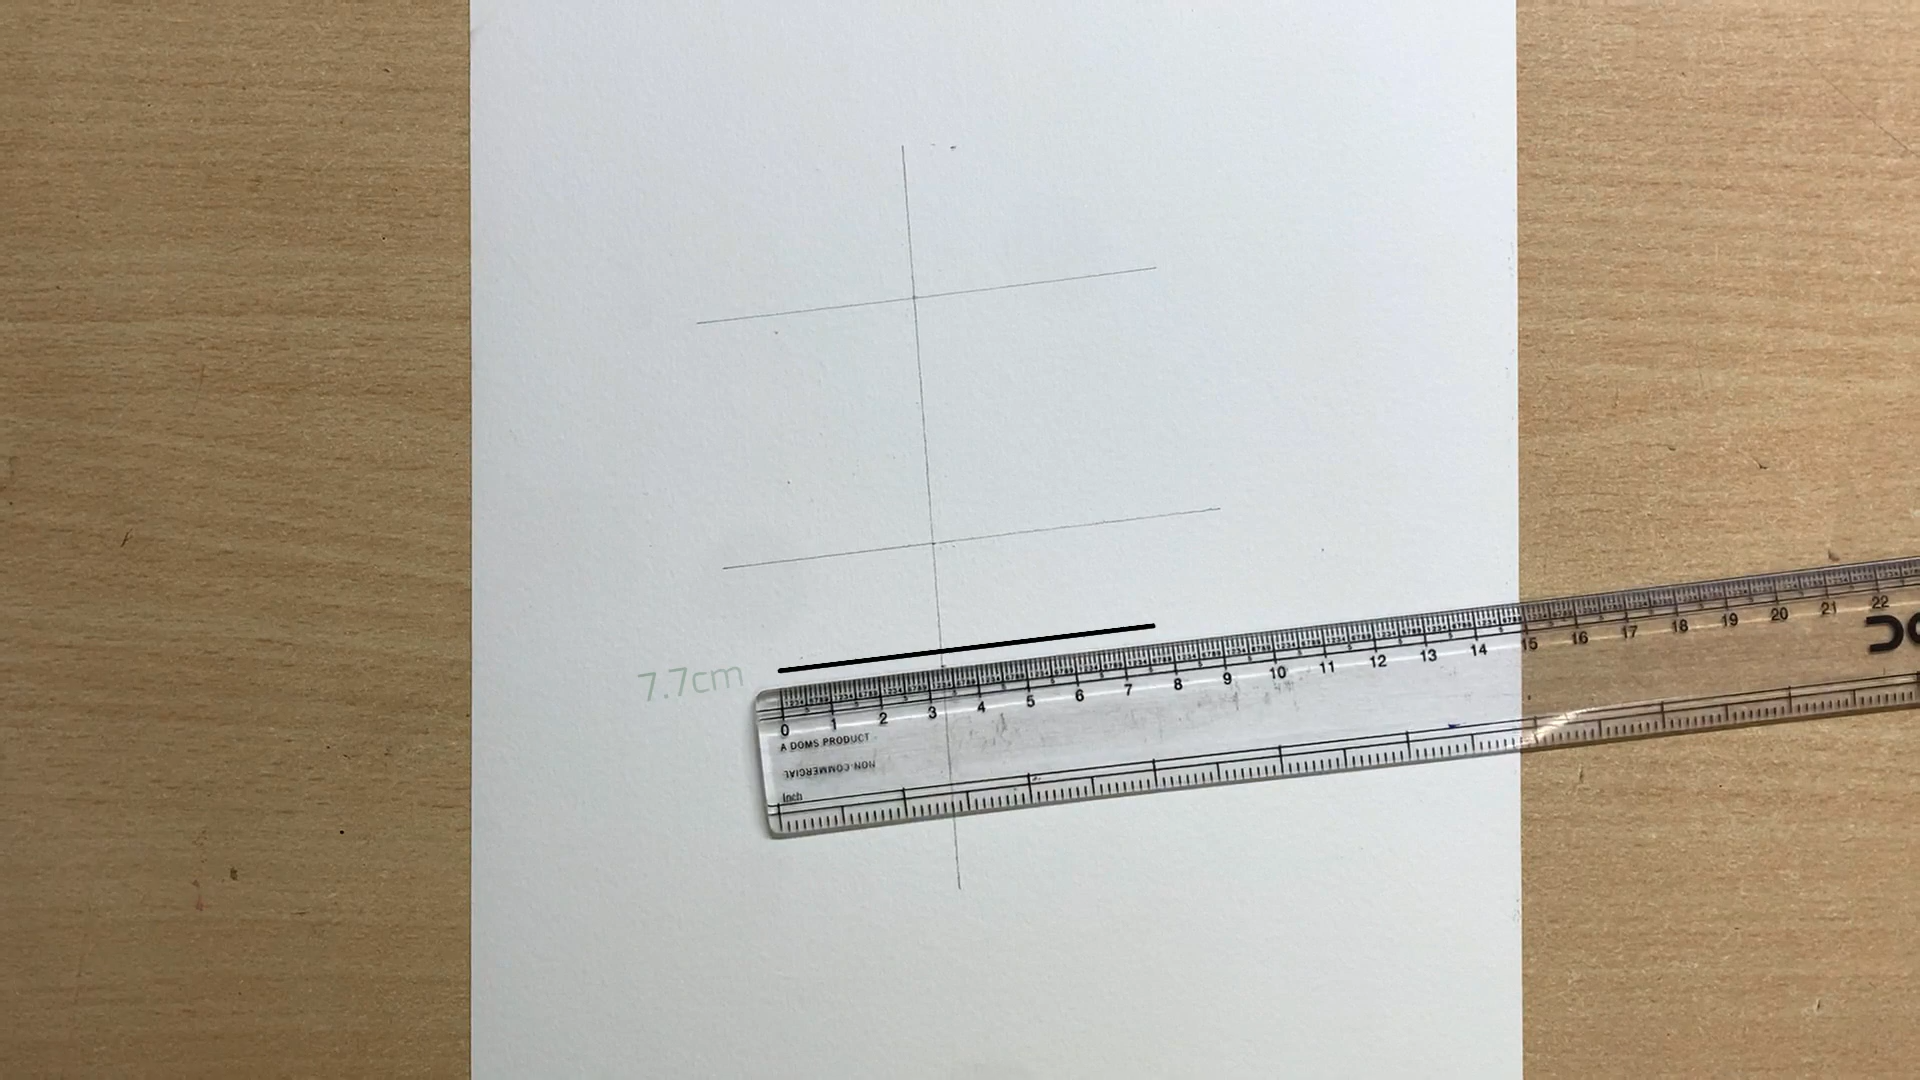 7.7cm
0 1 2 3 4 5 6 7 8 9 10 11 12 13 14 15 16 17 18 19 20 21 22
A DOMS PRODUCT
NON-COMMERCIAL
Inch